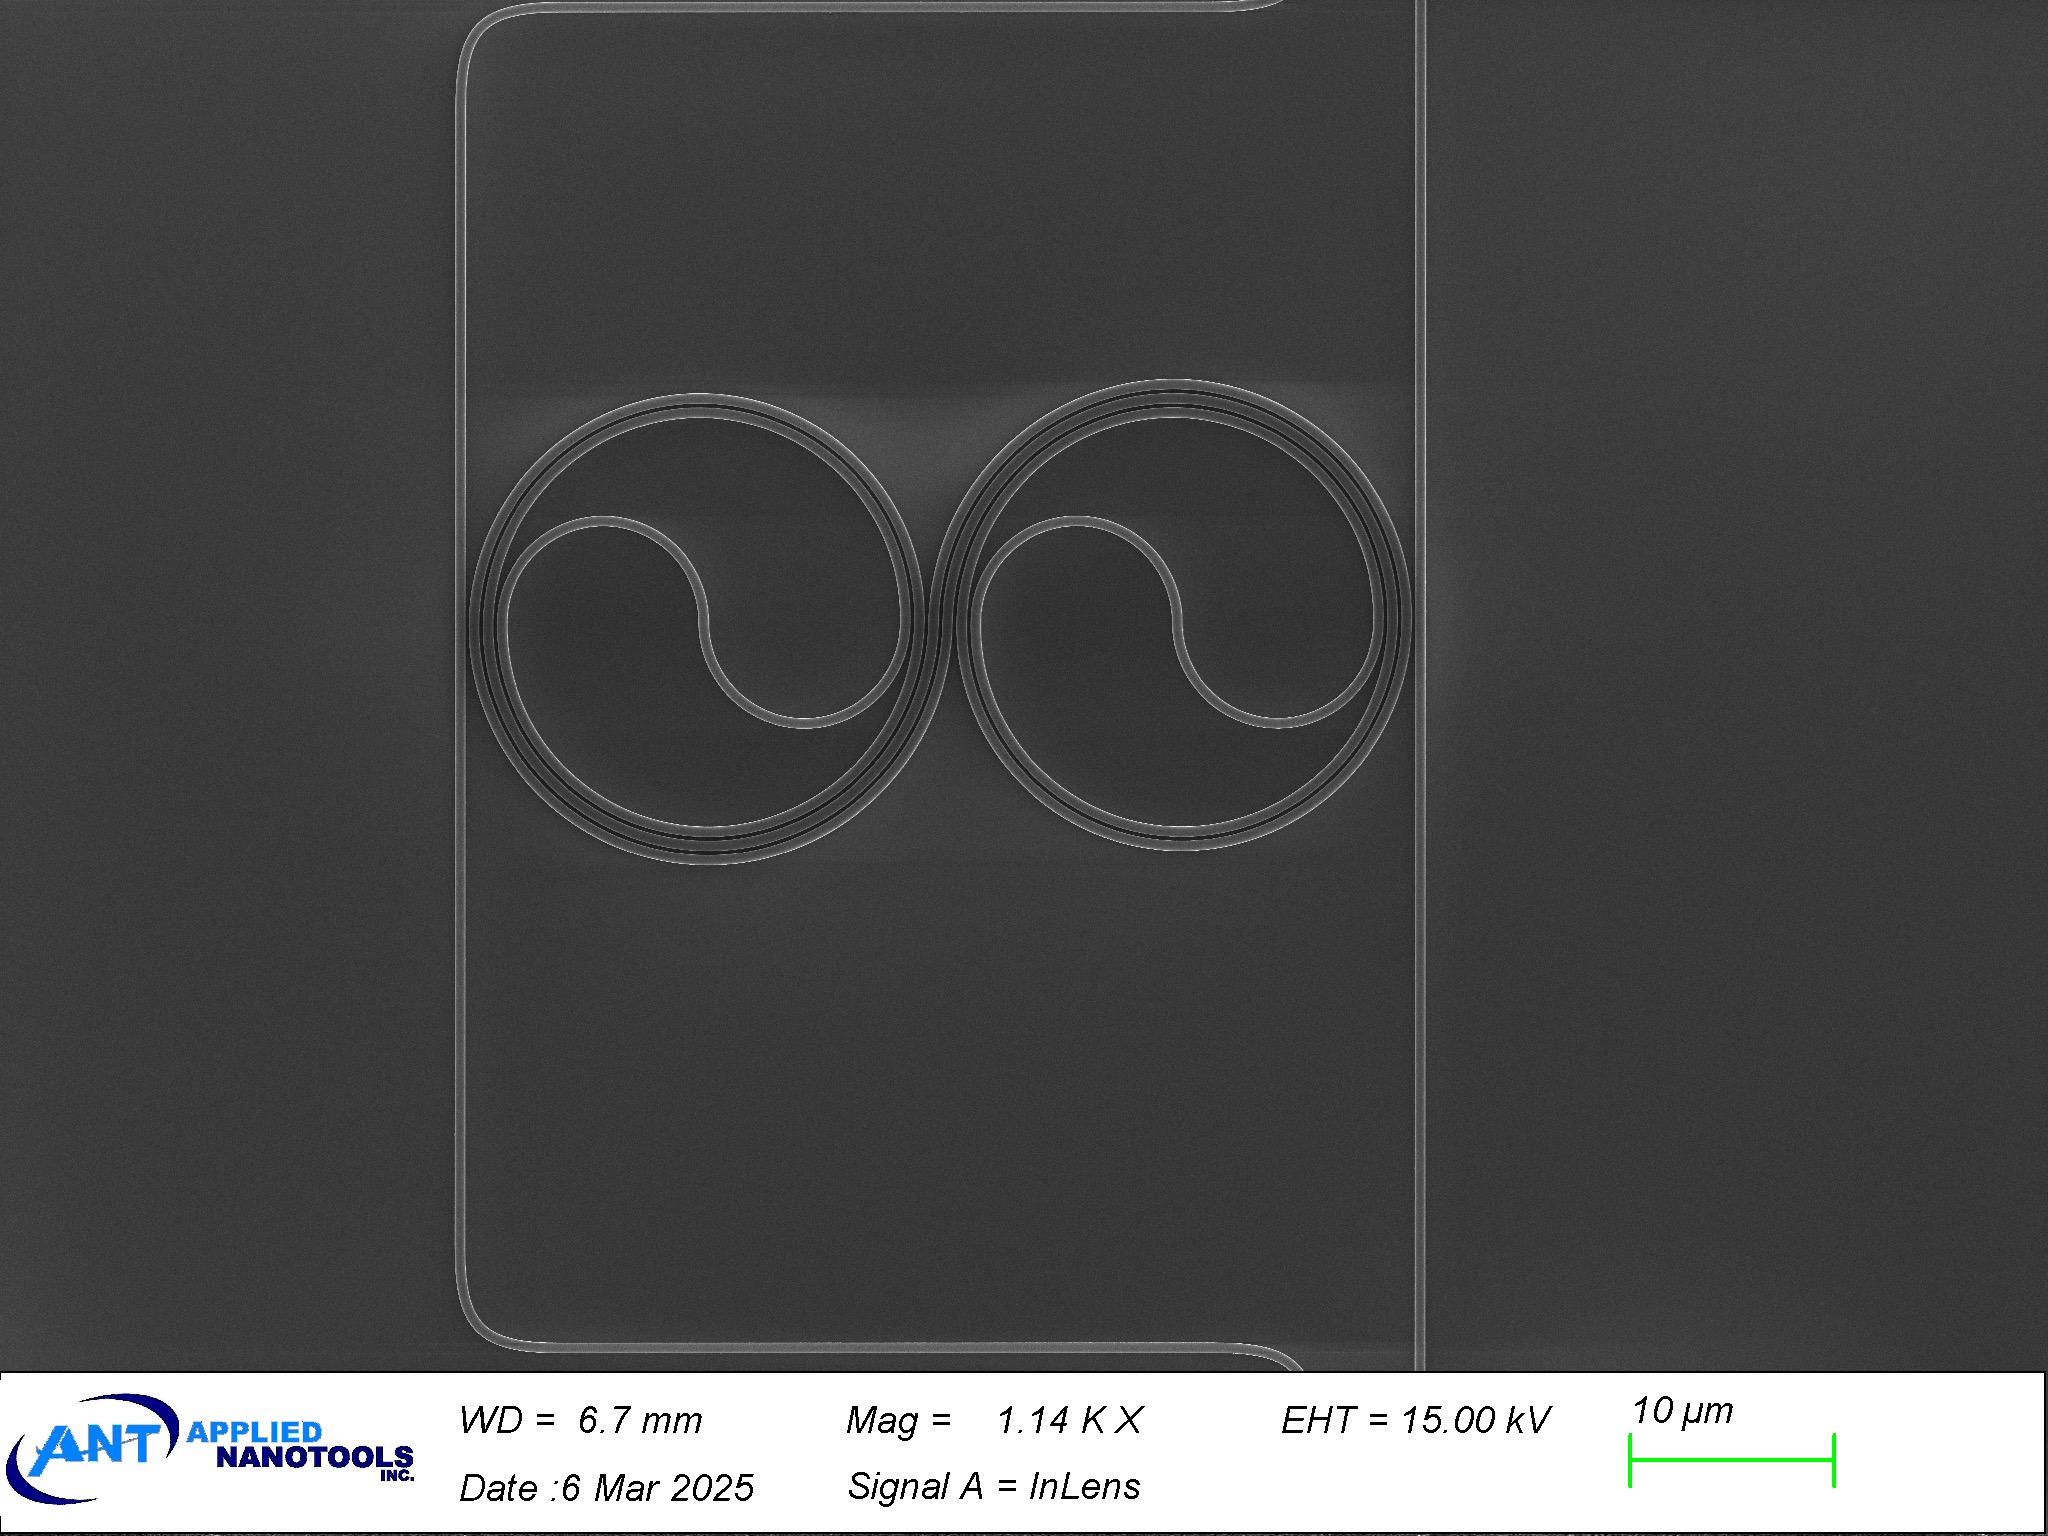 ANT APPLIED
NANOTOOLS
INC.
WD = 6.7 mm Mag = 1.14 K X EHT = 15.00 kV 10 µm
Date :6 Mar 2025 Signal A = InLens